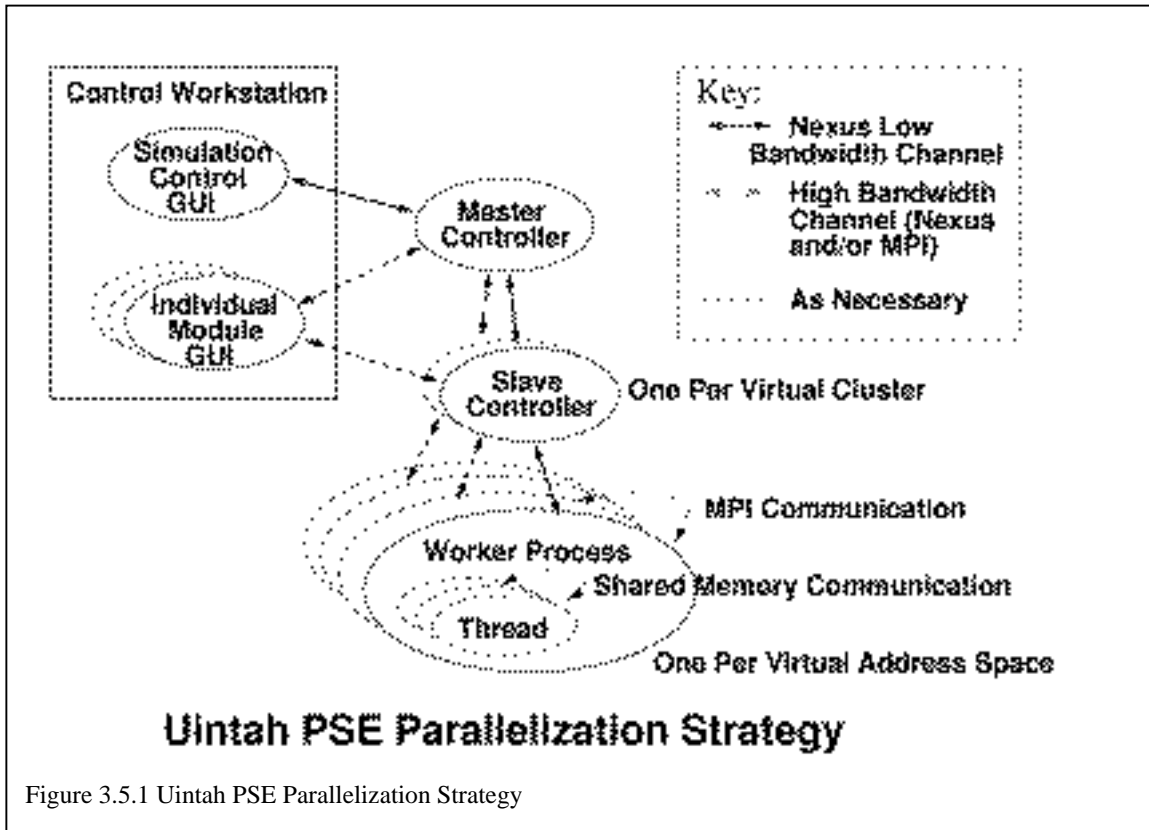 Control Workstation
Simulation
Control
GUI
Individual
Module
GUI
Master
Controller
Slave
Controller
One Per Virtual Cluster
Key:
Nexus Low
Bandwidth Channel
High Bandwidth
Channel (Nexus
and/or MPI)
As Necessary
MPI Communication
Worker Process
Shared Memory Communication
Thread
One Per Virtual Address Space
Uintah PSE Parallelization Strategy
Figure 3.5.1 Uintah PSE Parallelization Strategy